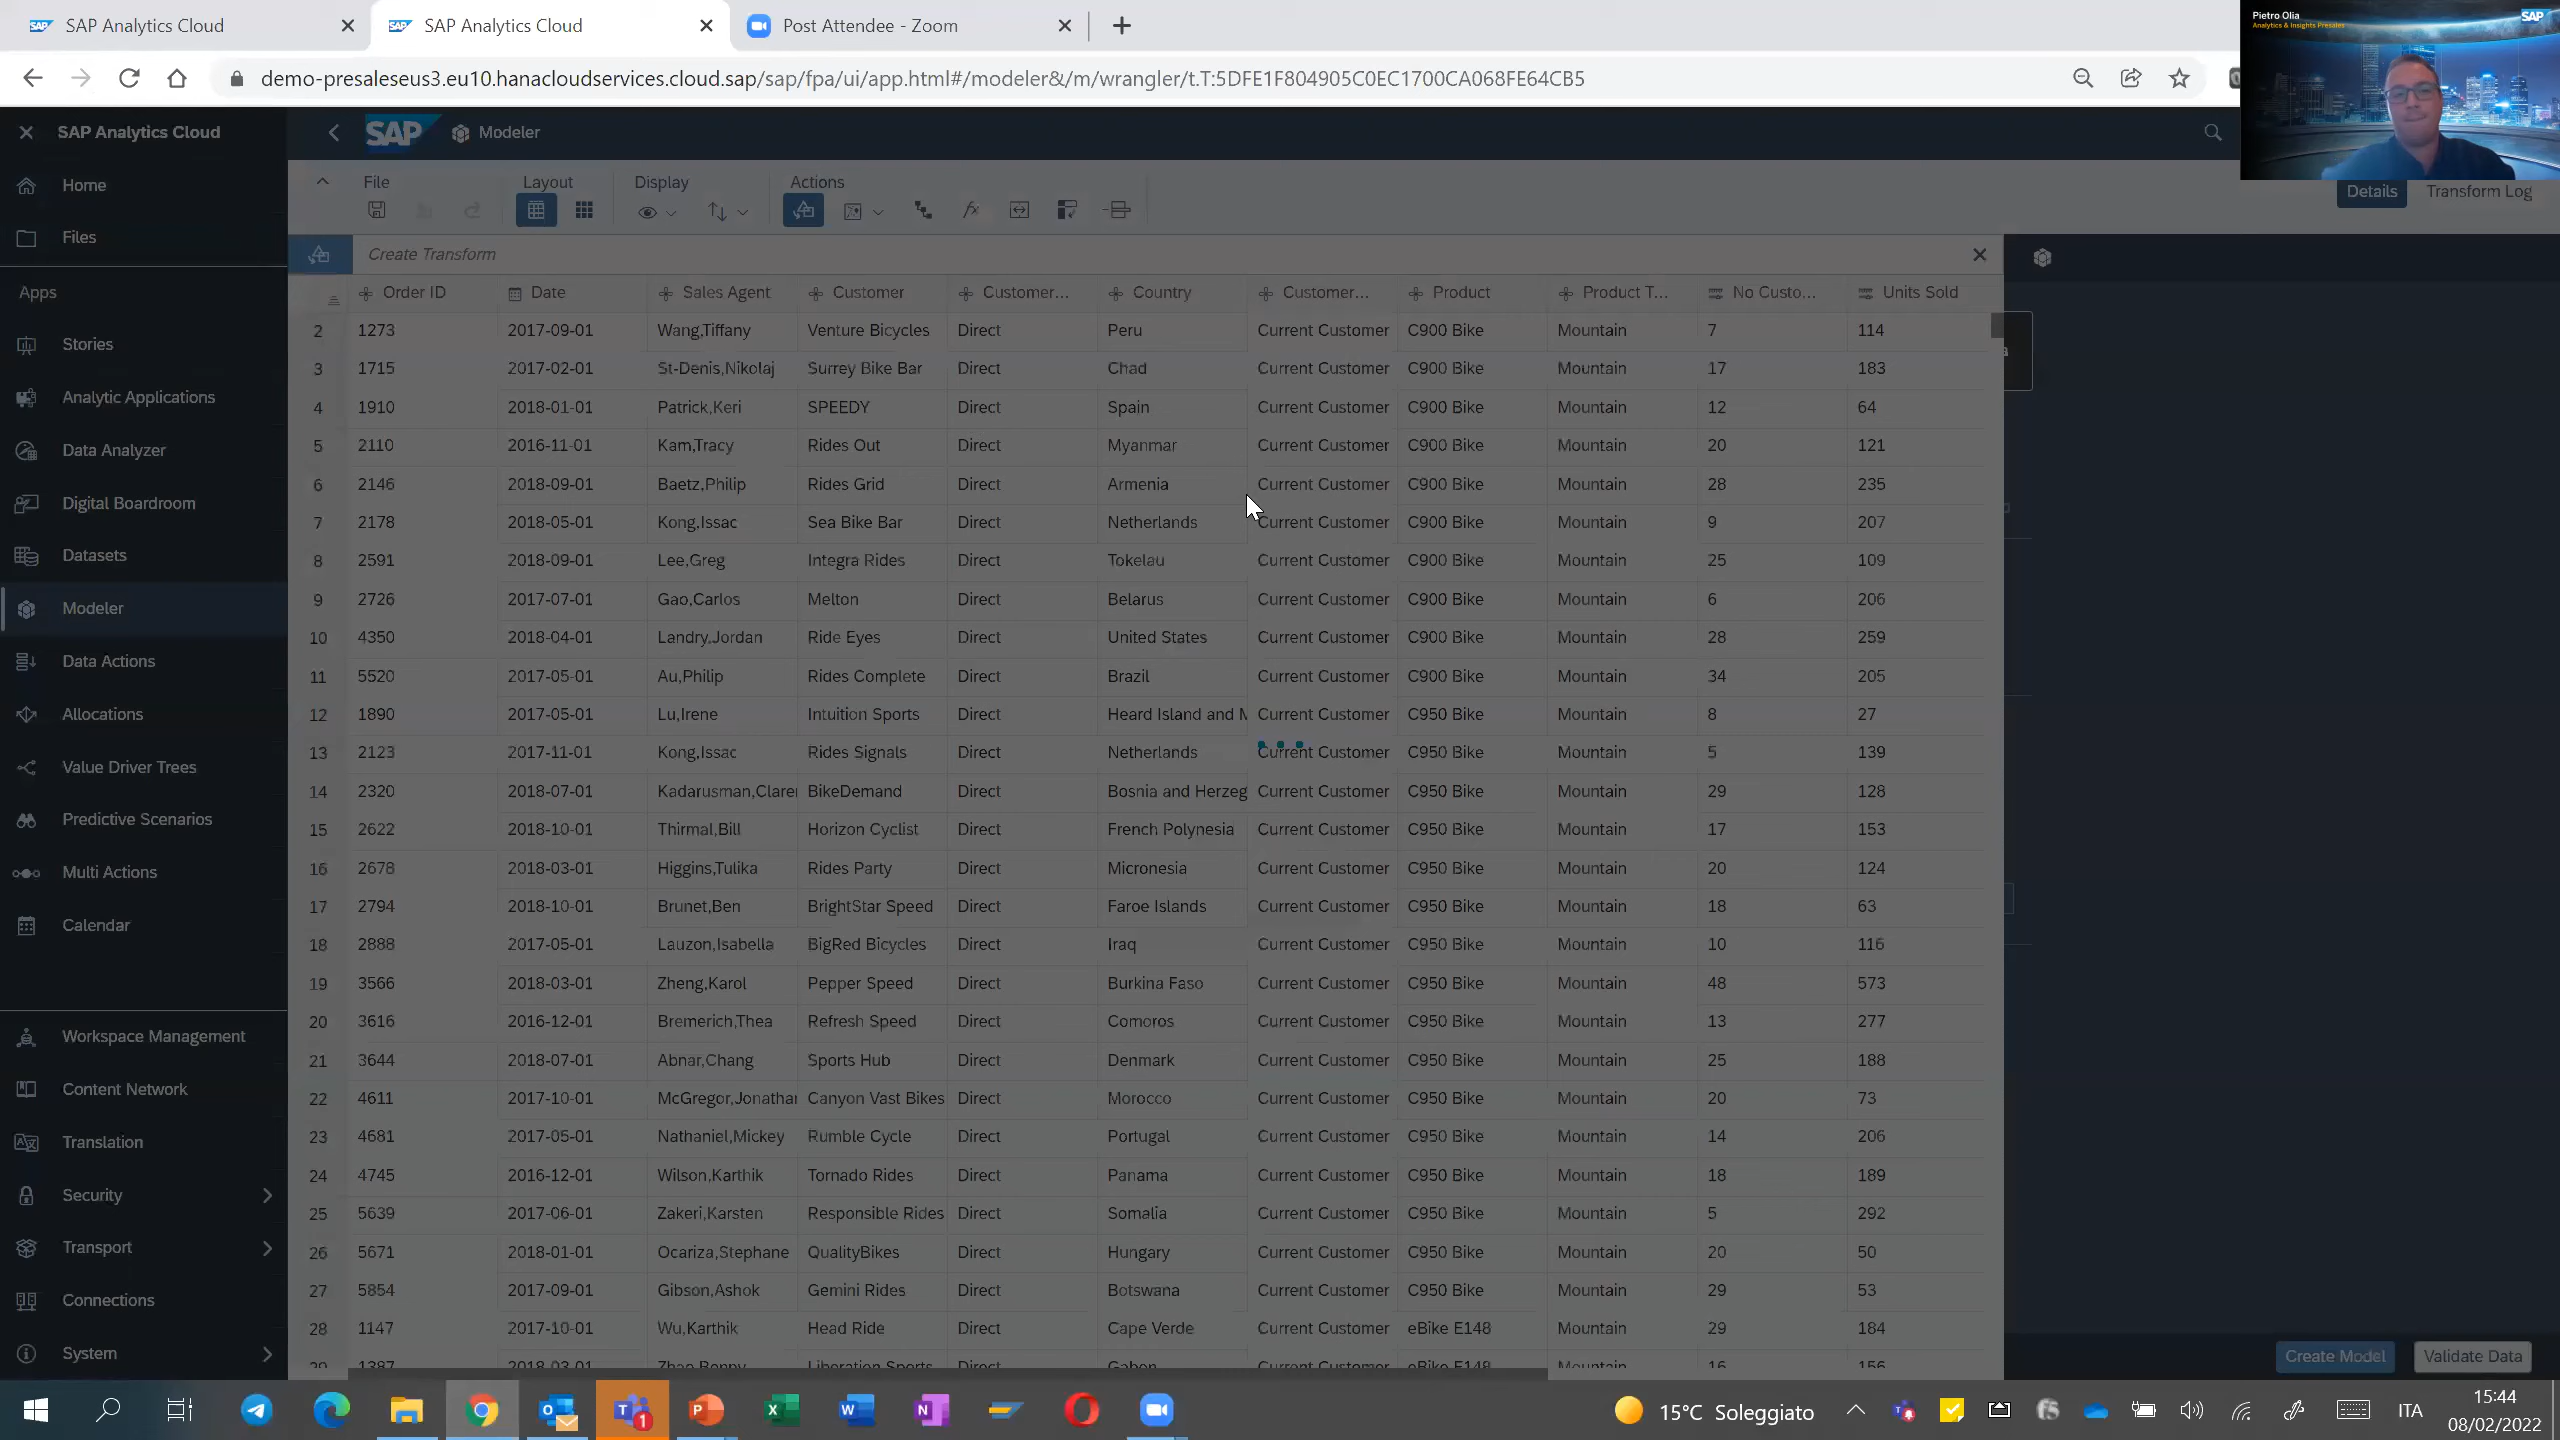 SAP Analytics Cloud
SAP Analytics Cloud
Post Attendee - Zoom
demo-presaleseus3.eu10.hanacloudservices.cloud.sap/sap/fpa/ui/app.html#/modeler&/m/wrangler/t.T:5DFE1F804905C0EC1700CA068FE64CB5
Pietro Olia
Analytics & Insights Presales
SAP
SAP Analytics Cloud
SAP
Modeler
Home
Files
Apps
Stories
Analytic Applications
Data Analyzer
Digital Boardroom
Datasets
Modeler
Data Actions
Allocations
Value Driver Trees
Predictive Scenarios
Multi Actions
Calendar
Workspace Management
Content Network
Translation
Security
Transport
Connections
System
File Layout Display Actions
Details Transform Log
Create Transform
Order ID Date Sales Agent Customer Customer... Country Customer... Product Product T... No Custo... Units Sold
2 1273 2017-09-01 Wang,Tiffany Venture Bicycles Direct Peru Current Customer C900 Bike Mountain 7 114
3 1715 2017-02-01 St-Denis,Nikolaj Surrey Bike Bar Direct Chad Current Customer C900 Bike Mountain 17 183
4 1910 2018-01-01 Patrick,Keri SPEEDY Direct Spain Current Customer C900 Bike Mountain 12 64
5 2110 2016-11-01 Kam,Tracy Rides Out Direct Myanmar Current Customer C900 Bike Mountain 20 121
6 2146 2018-09-01 Baetz,Philip Rides Grid Direct Armenia Current Customer C900 Bike Mountain 28 235
7 2178 2018-05-01 Kong,Issac Sea Bike Bar Direct Netherlands Current Customer C900 Bike Mountain 9 207
8 2591 2018-09-01 Lee,Greg Integra Rides Direct Tokelau Current Customer C900 Bike Mountain 25 109
9 2726 2017-07-01 Gao,Carlos Melton Direct Belarus Current Customer C900 Bike Mountain 6 206
10 4350 2018-04-01 Landry,Jordan Ride Eyes Direct United States Current Customer C900 Bike Mountain 28 259
11 5520 2017-05-01 Au,Philip Rides Complete Direct Brazil Current Customer C900 Bike Mountain 34 205
12 1890 2017-05-01 Lu,Irene Intuition Sports Direct Heard Island and M Current Customer C950 Bike Mountain 8 27
13 2123 2017-11-01 Kong,Issac Rides Signals Direct Netherlands Current Customer C950 Bike Mountain 5 139
14 2320 2018-07-01 Kadarusman,Clarer BikeDemand Direct Bosnia and Herzeg Current Customer C950 Bike Mountain 29 128
15 2622 2018-10-01 Thirmal,Bill Horizon Cyclist Direct French Polynesia Current Customer C950 Bike Mountain 17 153
16 2678 2018-03-01 Higgins,Tulika Rides Party Direct Micronesia Current Customer C950 Bike Mountain 20 124
17 2794 2018-10-01 Brunet,Ben BrightStar Speed Direct Faroe Islands Current Customer C950 Bike Mountain 18 63
18 2888 2017-05-01 Lauzon,Isabella BigRed Bicycles Direct Iraq Current Customer C950 Bike Mountain 10 116
19 3566 2018-03-01 Zheng,Karol Pepper Speed Direct Burkina Faso Current Customer C950 Bike Mountain 48 573
20 3616 2016-12-01 Bremerich,Thea Refresh Speed Direct Comoros Current Customer C950 Bike Mountain 13 277
21 3644 2018-07-01 Abnar,Chang Sports Hub Direct Denmark Current Customer C950 Bike Mountain 25 188
22 4611 2017-10-01 McGregor,Jonathar Canyon Vast Bikes Direct Morocco Current Customer C950 Bike Mountain 20 73
23 4681 2017-05-01 Nathaniel,Mickey Rumble Cycle Direct Portugal Current Customer C950 Bike Mountain 14 206
24 4745 2016-12-01 Wilson,Karthik Tornado Rides Direct Panama Current Customer C950 Bike Mountain 18 189
25 5639 2017-06-01 Zakeri,Karsten Responsible Rides Direct Somalia Current Customer C950 Bike Mountain 5 292
26 5671 2018-01-01 Ocariza,Stephane QualityBikes Direct Hungary Current Customer C950 Bike Mountain 20 50
27 5854 2017-09-01 Gibson,Ashok Gemini Rides Direct Botswana Current Customer C950 Bike Mountain 29 53
28 1147 2017-10-01 Wu,Karthik Head Ride Direct Cape Verde Current Customer eBike E148 Mountain 29 184
29 1387 2018-03-01 Zhao,Benny Liberation Sports Direct Gabon Current Customer eBike E148 Mountain 16 156
Create Model Validate Data
15°C Soleggiato
ITA
15:44
08/02/2022